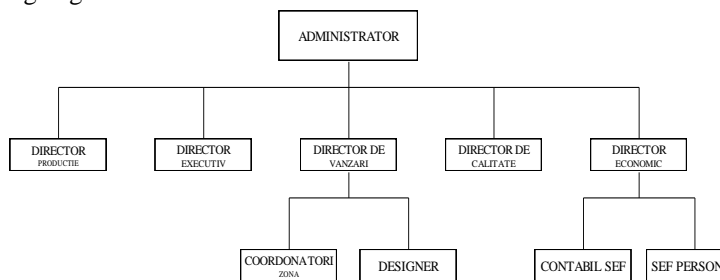 ADMINISTRATOR
DIRECTOR
PRODUCTIE
DIRECTOR
EXECUTIV
DIRECTOR DE
VANZARI
DIRECTOR DE
CALITATE
DIRECTOR
ECONOMIC
COORDONATORI
ZONA
DESIGNER
CONTABIL SEF
SEF PERSON